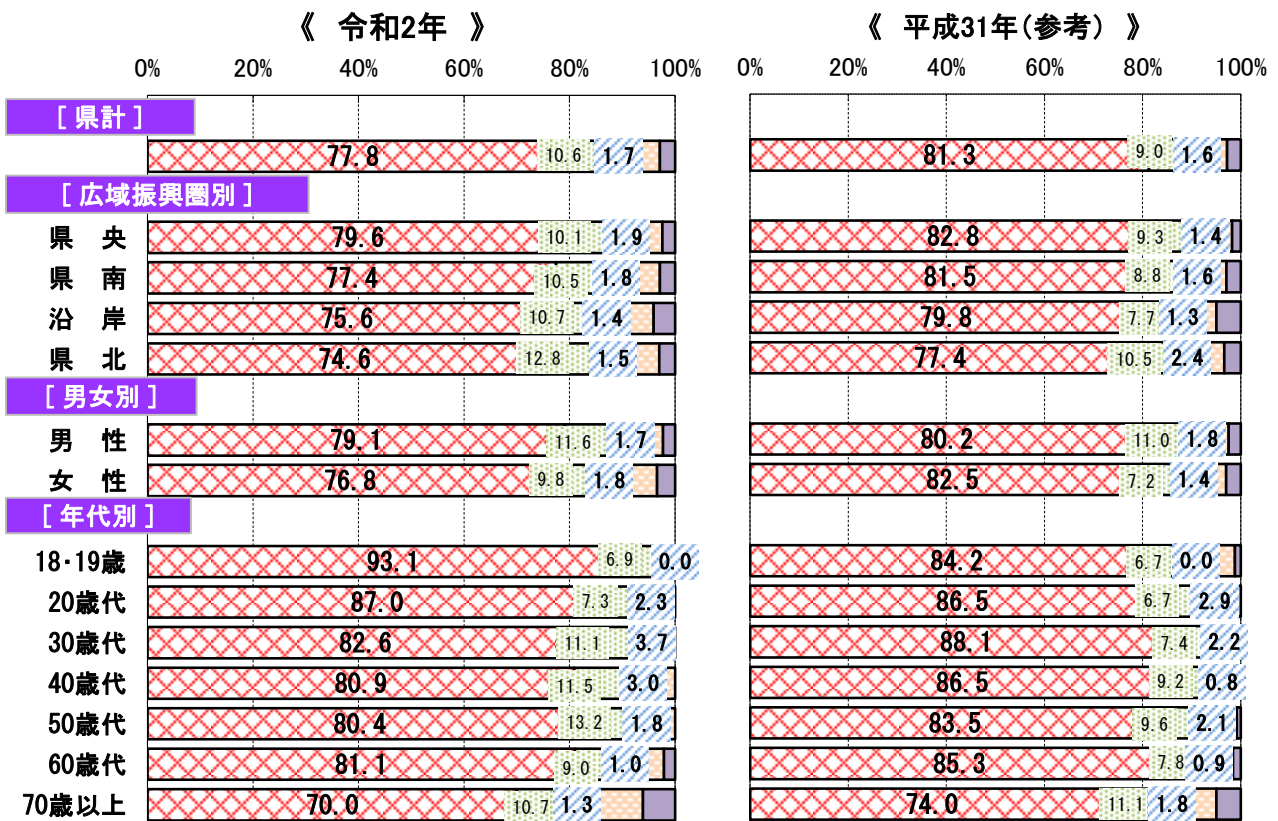 《 令和2年 》 《 平成31年(参考) 》
0% 20% 40% 60% 80% 100% 0% 20% 40% 60% 80% 100%
[ 県計 ]
77.8 10.6 1.7 81.3 9.0 1.6
[ 広域振興圏別 ]
県 央 79.6 10.1 1.9 82.8 9.3 1.4
県 南 77.4 10.5 1.8 81.5 8.8 1.6
沿 岸 75.6 10.7 1.4 79.8 7.7 1.3
県 北 74.6 12.8 1.5 77.4 10.5 2.4
[ 男女別 ]
男 性 79.1 11.6 1.7 80.2 11.0 1.8
女 性 76.8 9.8 1.8 82.5 7.2 1.4
[ 年代別 ]
18・19歳 93.1 6.9 0.0 84.2 6.7 0.0
20歳代 87.0 7.3 2.3 86.5 6.7 2.9
30歳代 82.6 11.1 3.7 88.1 7.4 2.2
40歳代 80.9 11.5 3.0 86.5 9.2 0.8
50歳代 80.4 13.2 1.8 83.5 9.6 2.1
60歳代 81.1 9.0 1.0 85.3 7.8 0.9
70歳以上 70.0 10.7 1.3 74.0 11.1 1.8